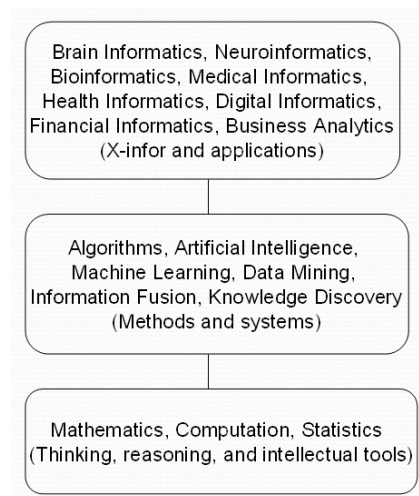 Brain Informatics, Neuroinformatics,
Bioinformatics, Medical Informatics,
Health Informatics, Digital Informatics,
Financial Informatics, Business Analytics
(X-infor and applications)
Algorithms, Artificial Intelligence,
Machine Learning, Data Mining,
Information Fusion, Knowledge Discovery
(Methods and systems)
Mathematics, Computation, Statistics
(Thinking, reasoning, and intellectual tools)